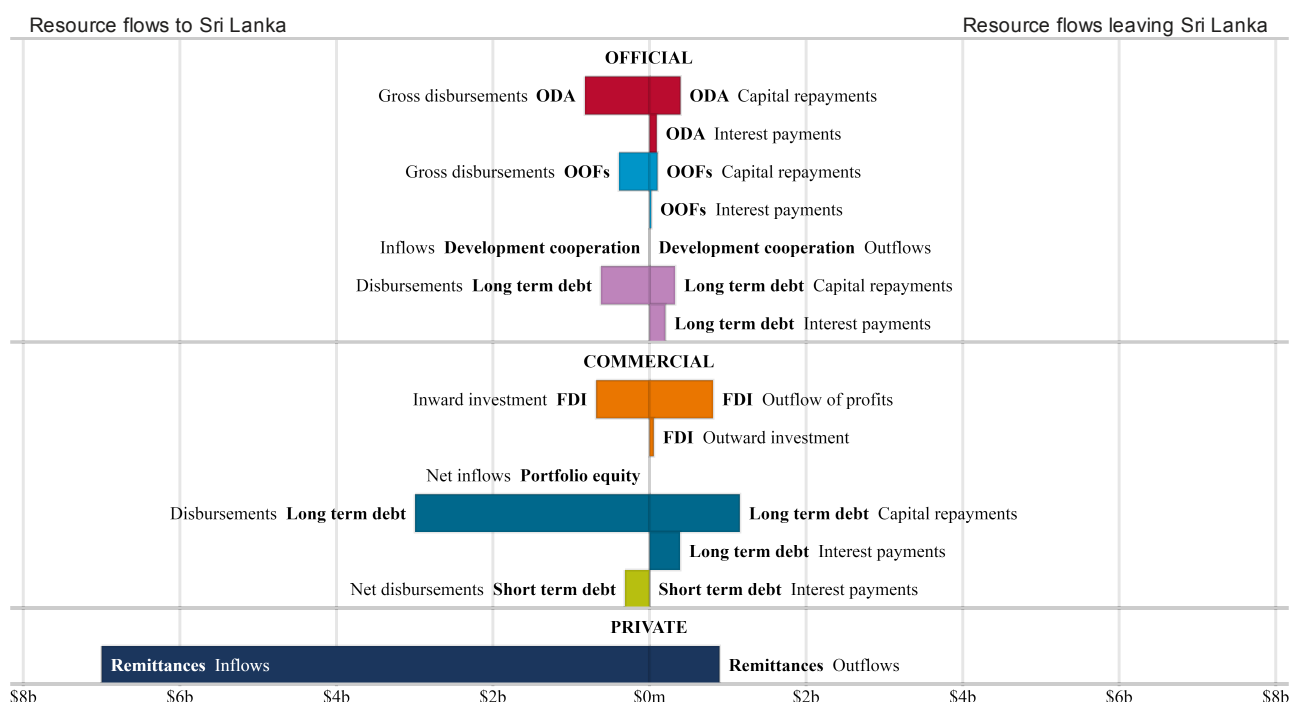 Resource flows to Sri Lanka Resource flows leaving Sri Lanka
OFFICIAL
Gross disbursements ODA ODA Capital repayments
ODA Interest payments
Gross disbursements OOFs OOFs Capital repayments
OOFs Interest payments
Inflows Development cooperation Development cooperation Outflows
Disbursements Long term debt Long term debt Capital repayments
Long term debt Interest payments
COMMERCIAL
Inward investment FDI FDI Outflow of profits
FDI Outward investment
Net inflows Portfolio equity
Disbursements Long term debt Long term debt Capital repayments
Long term debt Interest payments
Net disbursements Short term debt Short term debt Interest payments
PRIVATE
Remittances Inflows Remittances Outflows
$8b $6b $4b $2b $0m $2b $4b $6b $8b